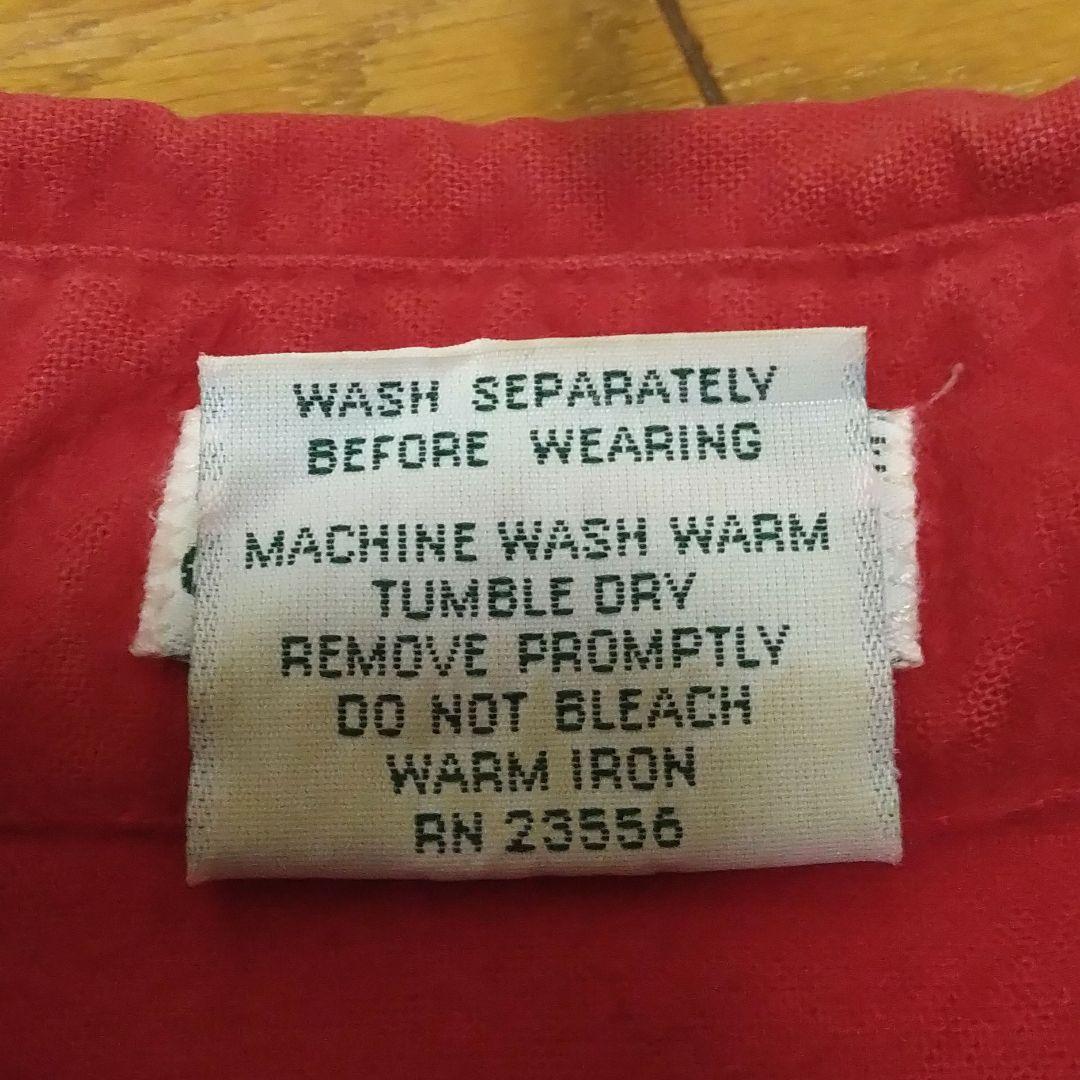 WASH SEPARATELY
BEFORE WEARING
MACHINE WASH WARM
TUMBLE DRY
REMOVE PROMPTLY
DO NOT BLEACH
WARM IRON
RN 23556